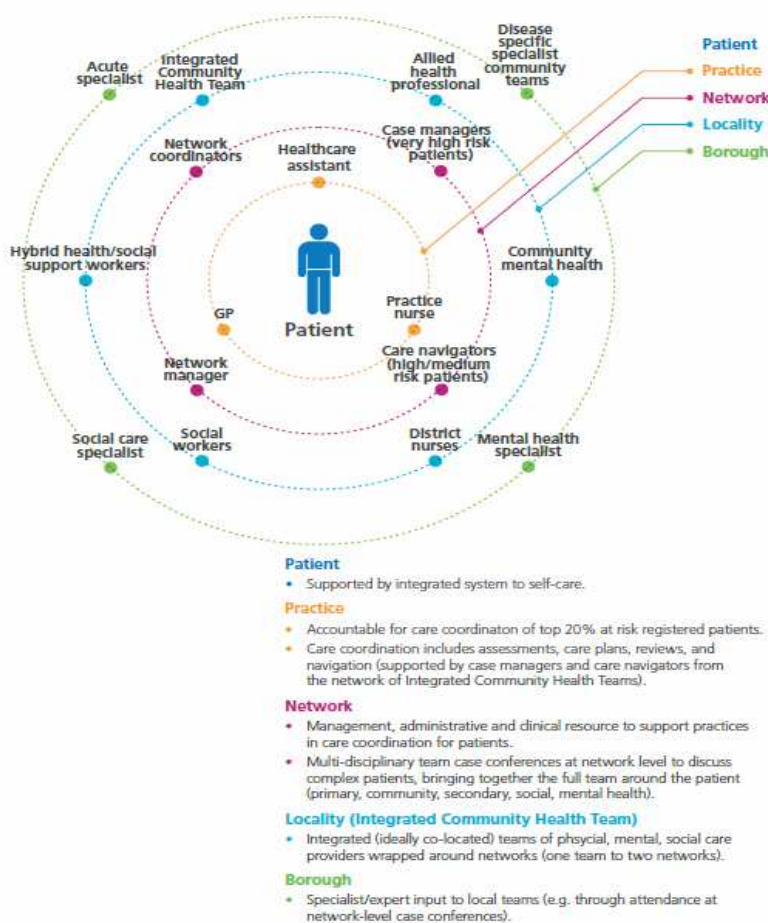 Disease
specific
specialist
community
teams
Acute
specialist
Integrated
Community
Health Team
Allied
health
professional
Patient
Practice
Network
Locality
Borough
Network
coordinators
Healthcare
assistant
Case managers
(very high risk
patients)
Hybrid health/social
support workers
Community
mental health
GP
Patient
Practice
nurse
Network
manager
Care navigators
(high/medium
risk patients)
Social care
specialist
Social
workers
District
nurses
Mental health
specialist
Patient
• Supported by integrated system to self-care.
Practice
• Accountable for care coordinaton of top 20% at risk registered patients.
• Care coordination includes assessments, care plans, reviews, and
navigation (supported by case managers and care navigators from
the network of Integrated Community Health Teams).
Network
• Management, administrative and clinical resource to support practices
in care coordination for patients.
• Multi-disciplinary team case conferences at network level to discuss
complex patients, bringing together the full team around the patient
(primary, community, secondary, social, mental health).
Locality (Integrated Community Health Team)
• Integrated (ideally co-located) teams of phsycial, mental, social care
providers wrapped around networks (one team to two networks).
Borough
• Specialist/expert input to local teams (e.g. through attendance at
network-level case conferences).